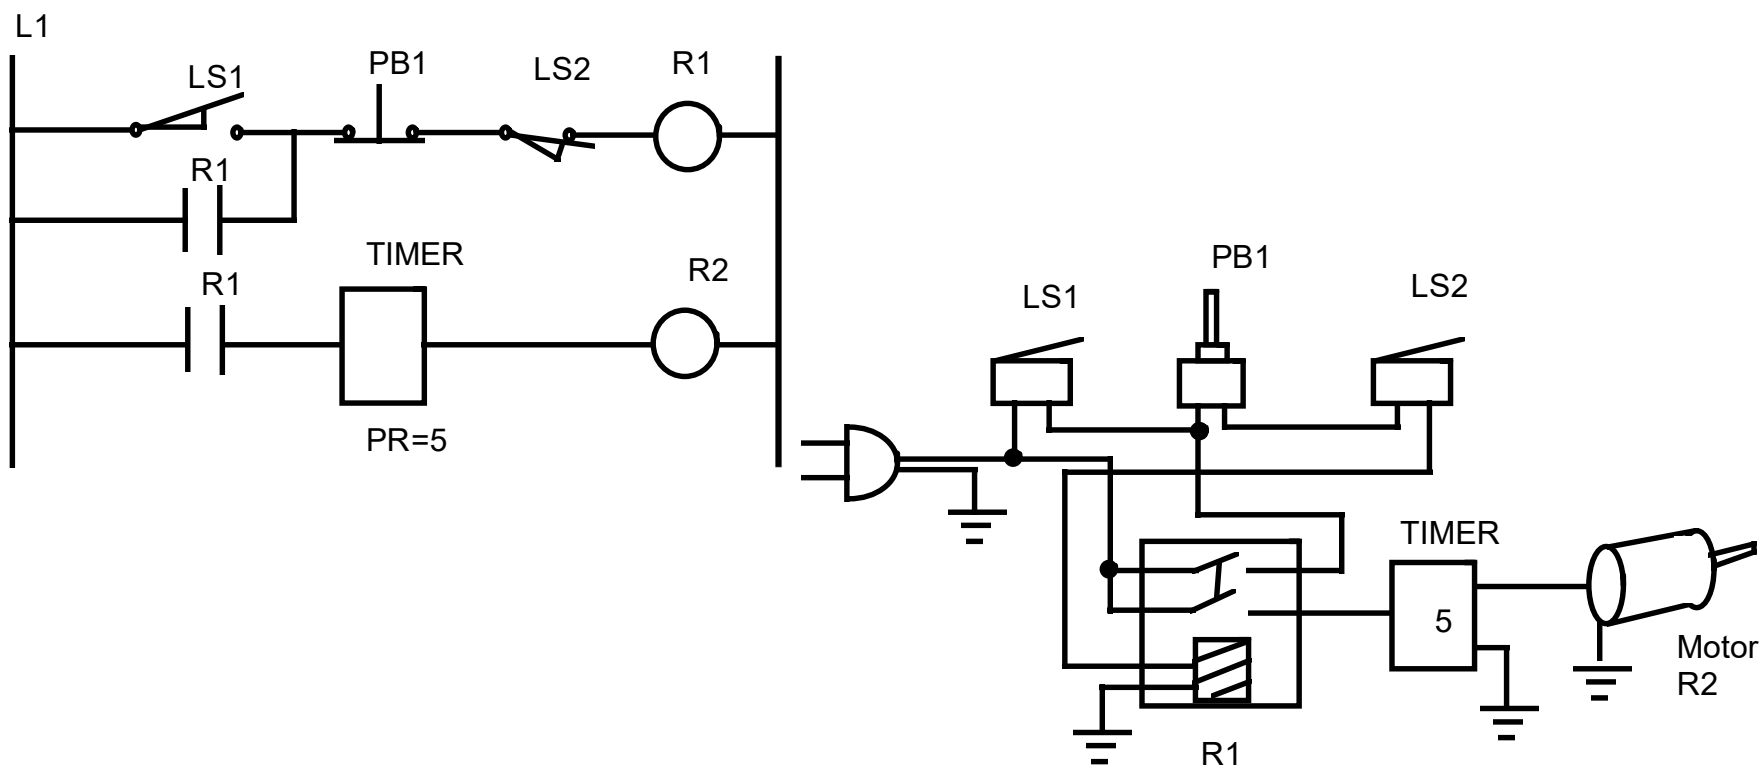 L1
LS1
PB1
LS2
R1
R1
TIMER
R1
R2
PR=5
LS1
PB1
LS2
TIMER
5
Motor
R2
R1